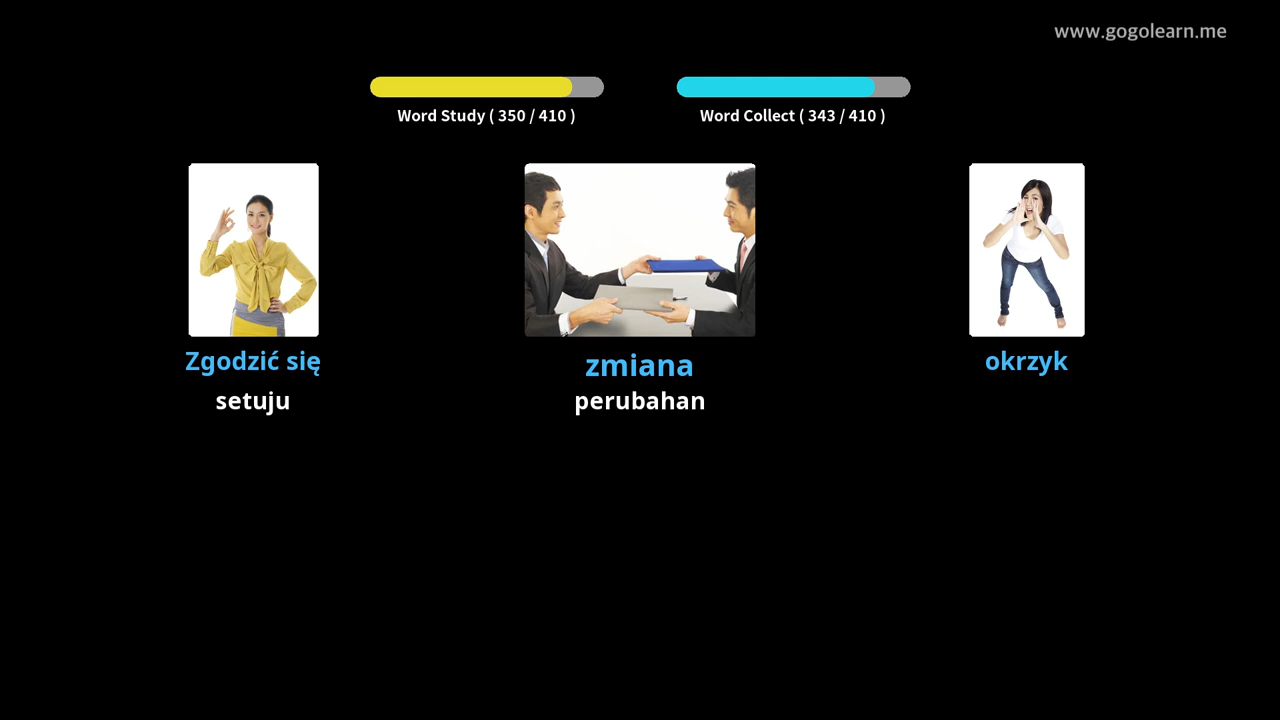 www.gogolearn.me
Word Study ( 350 / 410 )
Word Collect ( 343 / 410 )
Zgodzić się
zmiana
okrzyk
setuju
perubahan